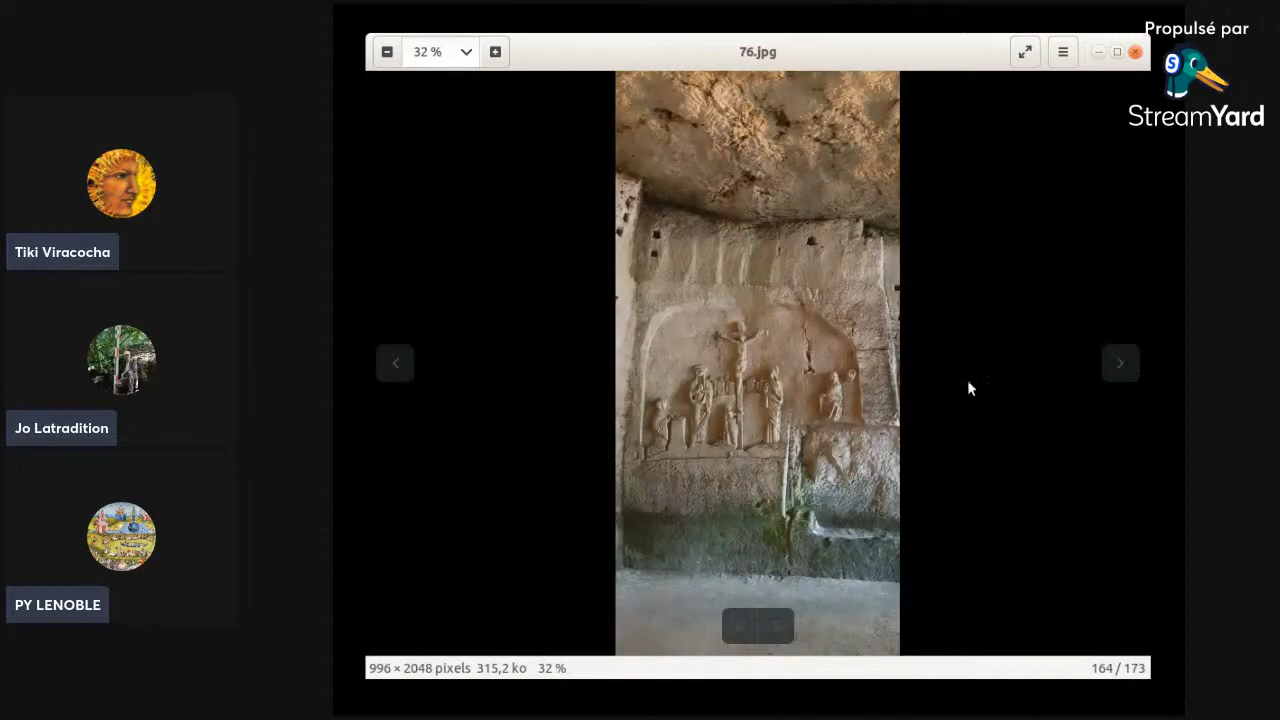 Propulsé par
StreamYard
32 %
76.jpg
Tiki Viracocha
Jo Latradition
PY LENOBLE
996 × 2048 pixels 315,2 ko 32 %
164 / 173